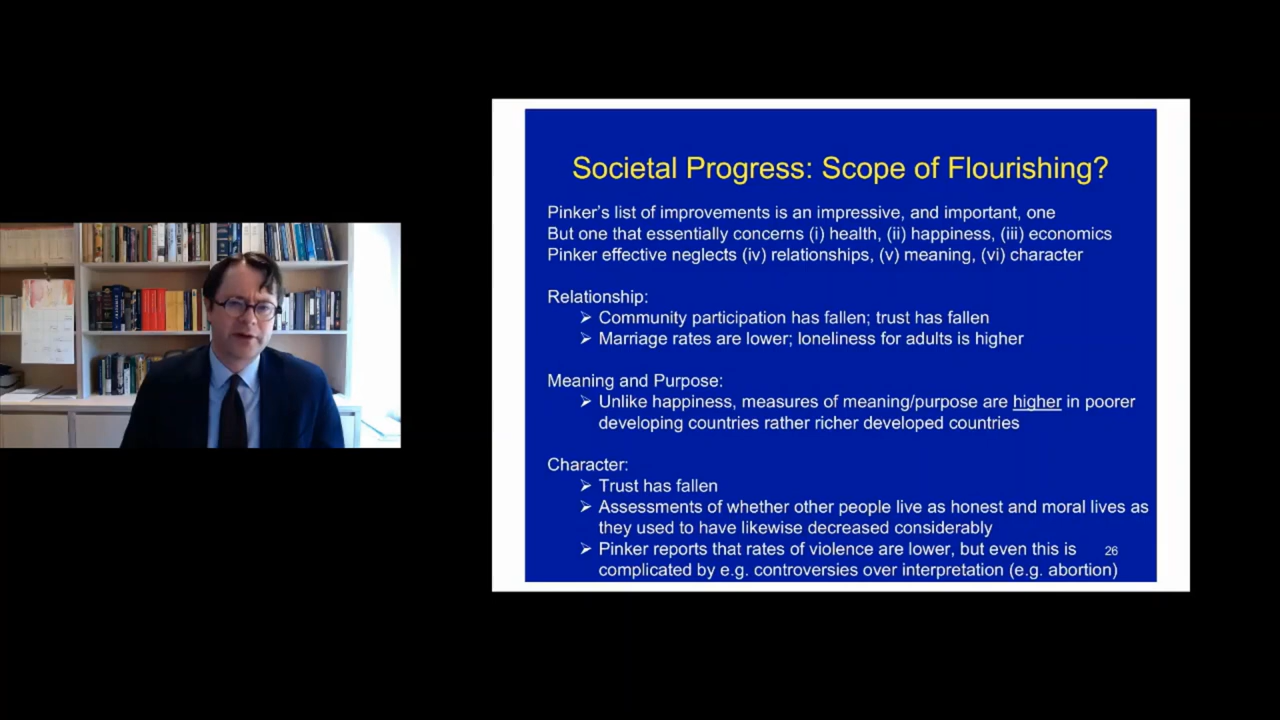 Societal Progress: Scope of Flourishing?
Pinker's list of improvements is an impressive, and important, one
But one that essentially concerns (i) health, (ii) happiness, (iii) economics
Pinker effective neglects (iv) relationships, (v) meaning, (vi) character
Relationship:
➢ Community participation has fallen; trust has fallen
➢ Marriage rates are lower; loneliness for adults is higher
Meaning and Purpose:
➢ Unlike happiness, measures of meaning/purpose are higher in poorer
developing countries rather richer developed countries
Character:
➢ Trust has fallen
➢ Assessments of whether other people live as honest and moral lives as
they used to have likewise decreased considerably
➢ Pinker reports that rates of violence are lower, but even this is
26
complicated by e.g. controversies over interpretation (e.g. abortion)